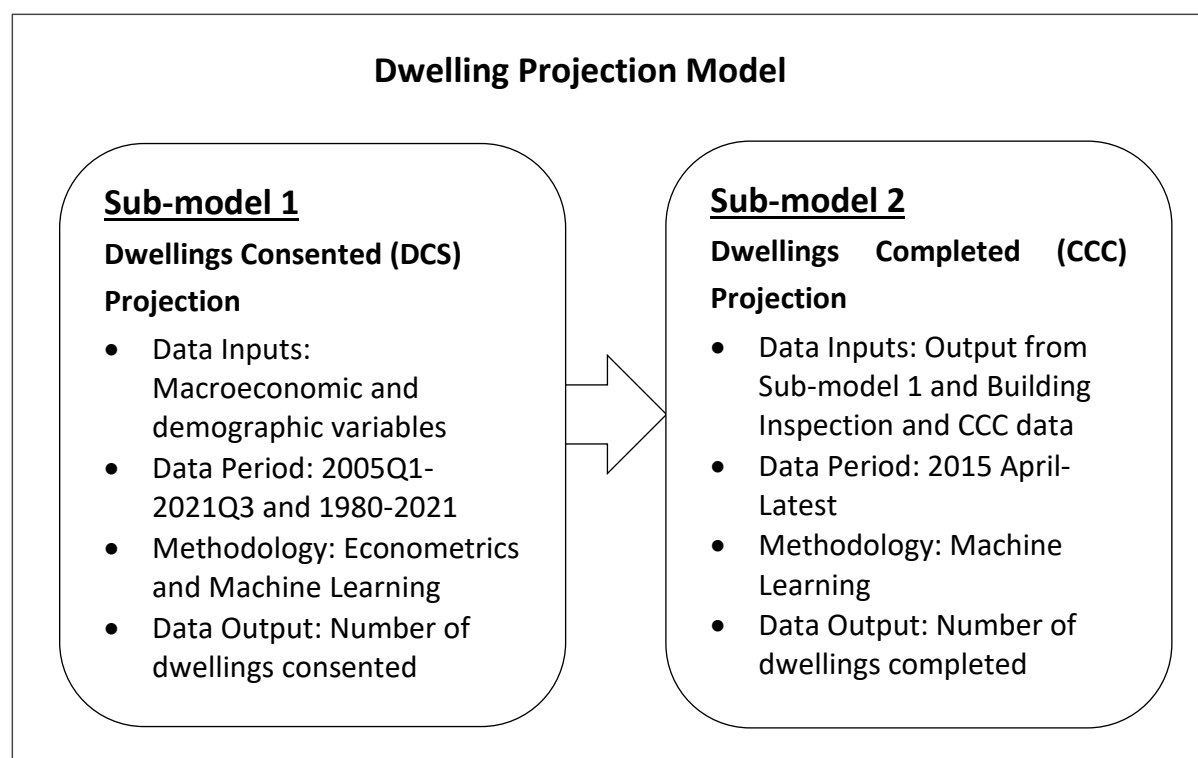 Dwelling Projection Model
Sub-model 1
Dwellings Consented (DCS)
Projection
• Data Inputs:
Macroeconomic and
demographic variables
• Data Period: 2005Q1-
2021Q3 and 1980-2021
• Methodology: Econometrics
and Machine Learning
• Data Output: Number of
dwellings consented
Sub-model 2
Dwellings Completed (CCC)
Projection
• Data Inputs: Output from
Sub-model 1 and Building
Inspection and CCC data
• Data Period: 2015 April-
Latest
• Methodology: Machine
Learning
• Data Output: Number of
dwellings completed